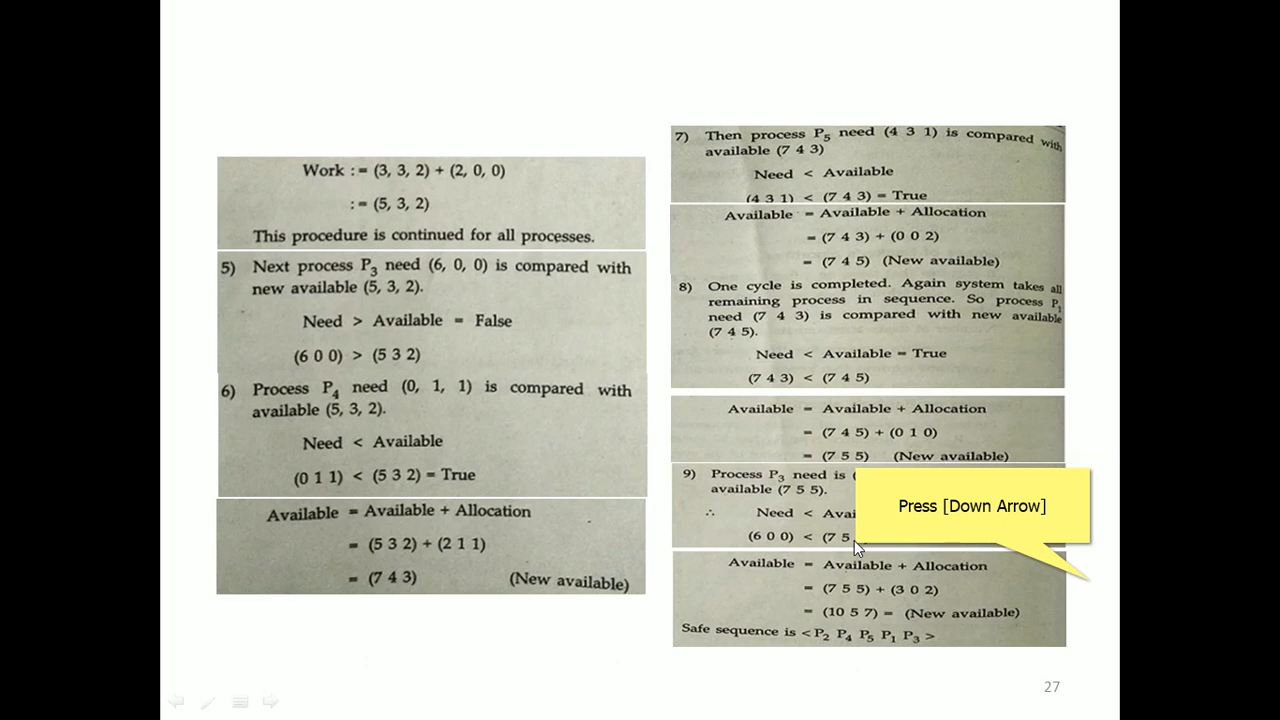 Work : = (3, 3, 2) + (2, 0, 0)
: = (5, 3, 2)
This procedure is continued for all processes.
5) Next process P3 need (6, 0, 0) is compared with
new available (5, 3, 2).
Need > Available = False
(6 0 0) > (5 3 2)
6) Process P4 need (0, 1, 1) is compared with
available (5, 3, 2).
Need < Available
(0 1 1) < (5 3 2) = True
Available = Available + Allocation
= (5 3 2) + (2 1 1)
= (7 4 3) (New available)
7) Then process P5 need (4 3 1) is compared with
available (7 4 3)
Need < Available
(4 3 1) < (7 4 3) = True
Available = Available + Allocation
= (7 4 3) + (0 0 2)
= (7 4 5) (New available)
8) One cycle is completed. Again system takes all
remaining process in sequence. So process P1
need (7 4 3) is compared with new available
(7 4 5).
Need < Available = True
(7 4 3) < (7 4 5)
Available = Available + Allocation
= (7 4 5) + (0 1 0)
= (7 5 5) (New available)
9) Process P3 need is (
available (7 5 5).
∴ Need < Avai
(6 0 0) < (7 5
Press [Down Arrow]
Available = Available + Allocation
= (7 5 5) + (3 0 2)
= (10 5 7) = (New available)
Safe sequence is < P2 P4 P5 P1 P3 >
27